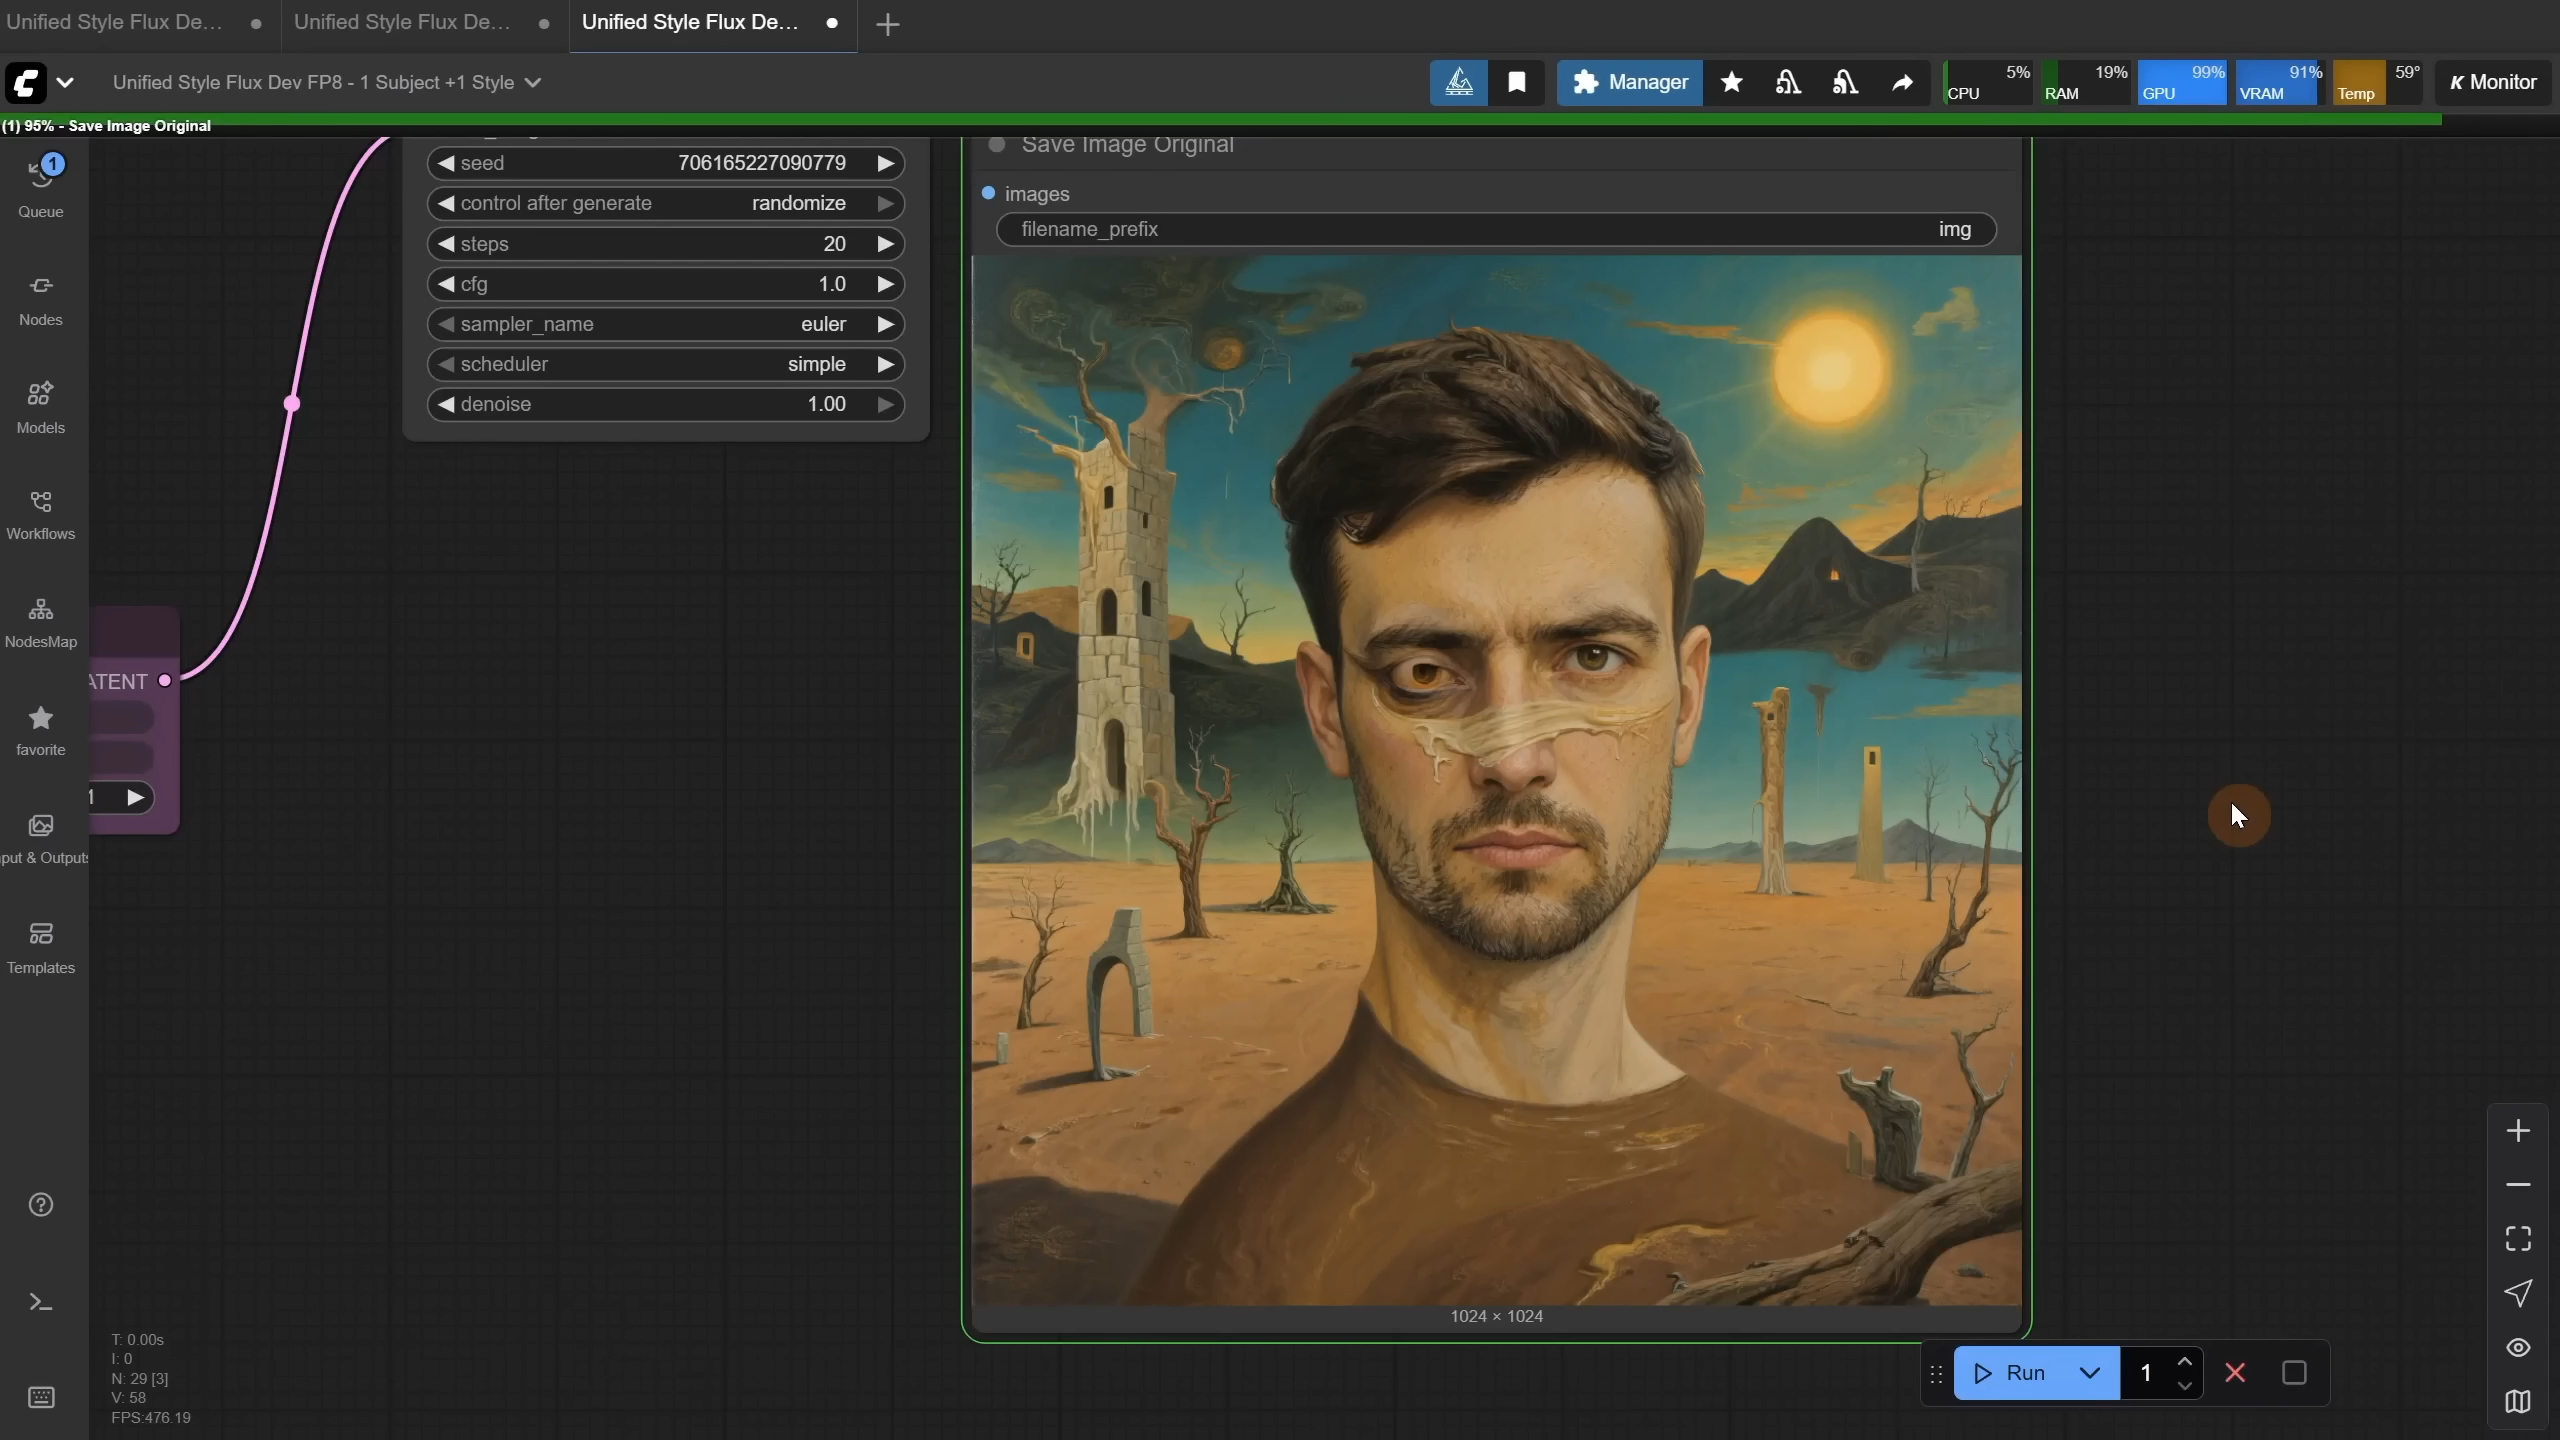 Unified Style Flux De...
Unified Style Flux De...
Unified Style Flux De...
Unified Style Flux Dev FP8 - 1 Subject +1 Style
Manager
5%
CPU
19%
RAM
99%
GPU
91%
VRAM
59°
Temp
K Monitor
(1) 95% - Save Image Original
1
Queue
Nodes
Models
Workflows
NodesMap
favorite
put & Output
Templates
seed 706165227090779
control after generate randomize
steps 20
cfg 1.0
sampler_name euler
scheduler simple
denoise 1.00
ATENT
1
Save Image Original
images
filename_prefix img
1024 × 1024
T: 0.00s
I: 0
N: 29 [3]
V: 58
FPS:476.19
Run
1